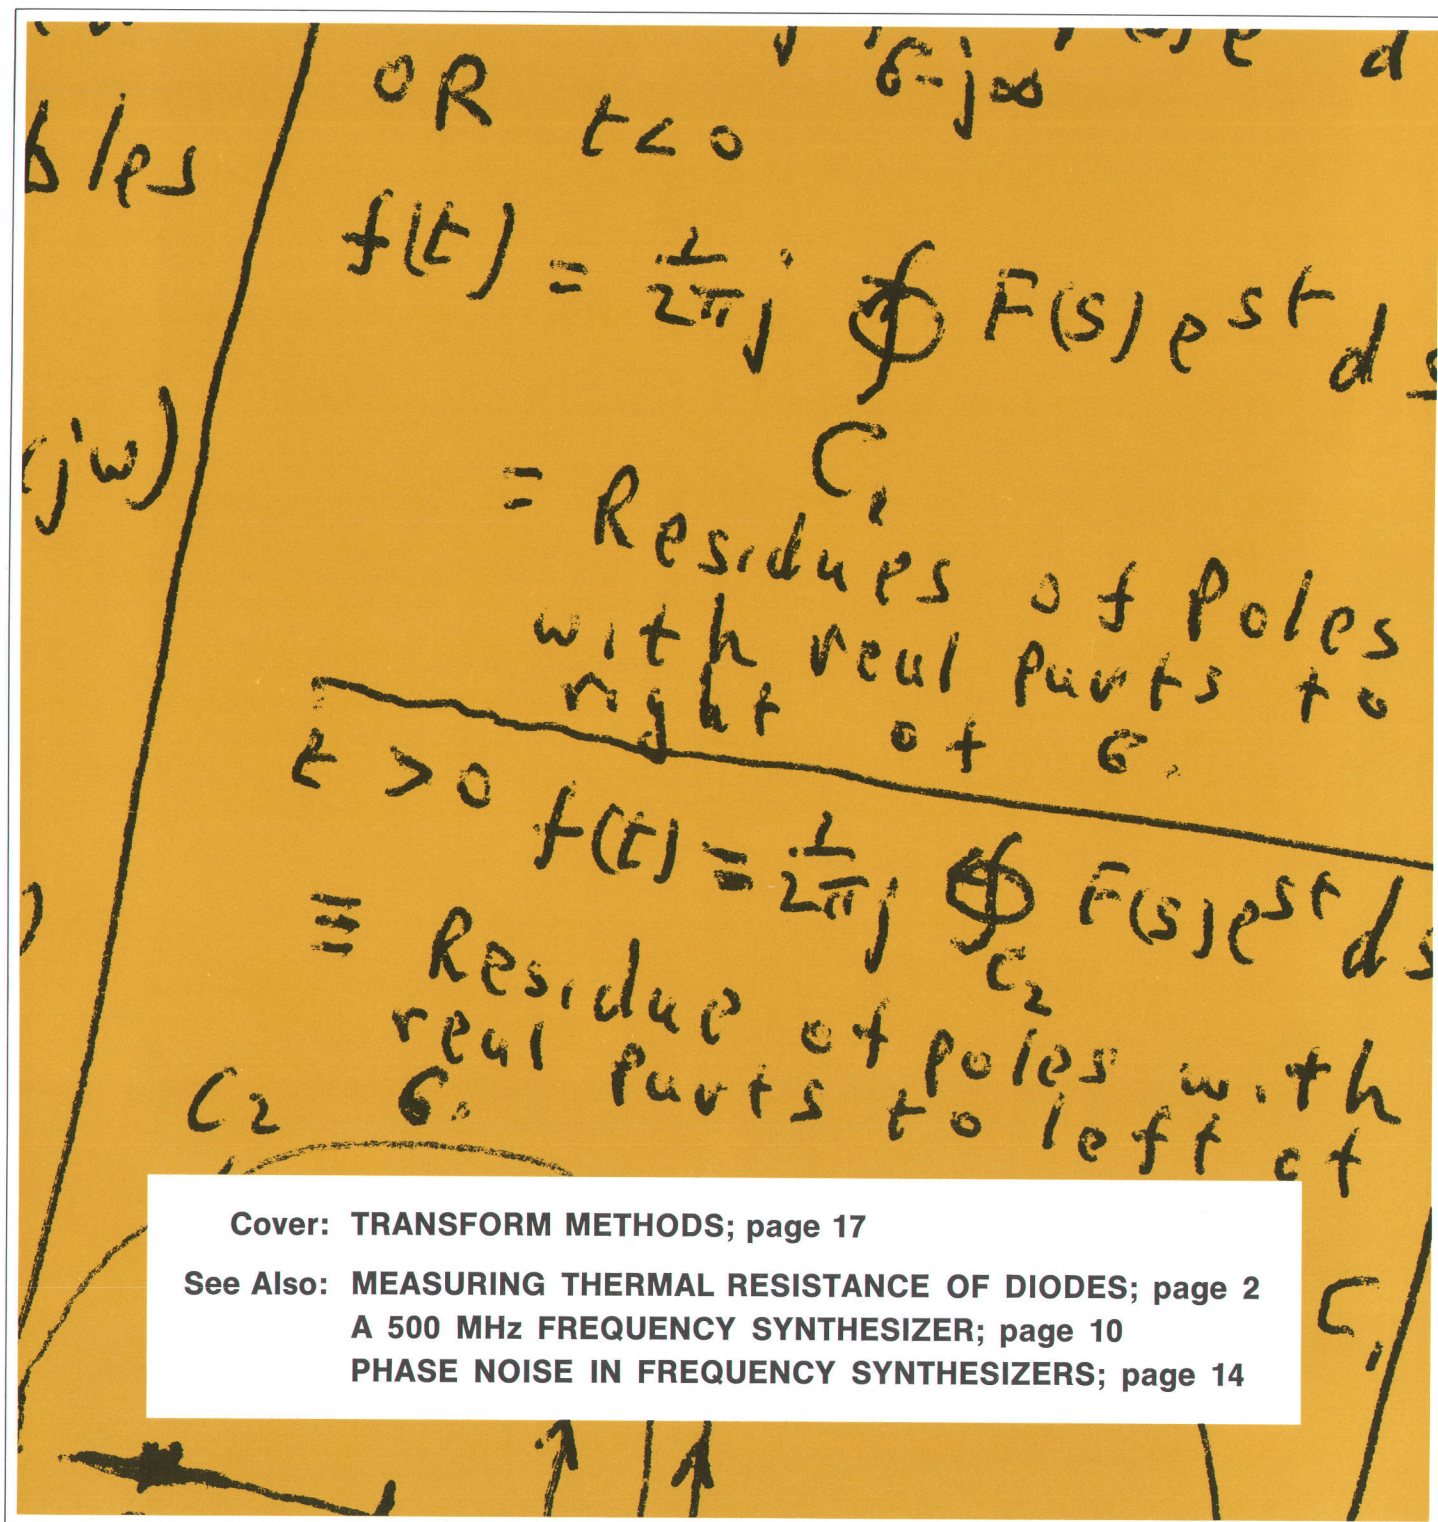 OR t<0
σ-j∞
bles
f(t) = 1/2πj ∮ F(s) e^st ds
C₁
(jω)
= Residues of Poles
with real parts to
right of σ.
t >0 f(t) = 1/2πj ∮ F(s)e^st ds
C₂
≡ Residue of poles with
real parts to left of
σ.
C₂
C₁
Cover: TRANSFORM METHODS; page 17
See Also: MEASURING THERMAL RESISTANCE OF DIODES; page 2
A 500 MHz FREQUENCY SYNTHESIZER; page 10
PHASE NOISE IN FREQUENCY SYNTHESIZERS; page 14